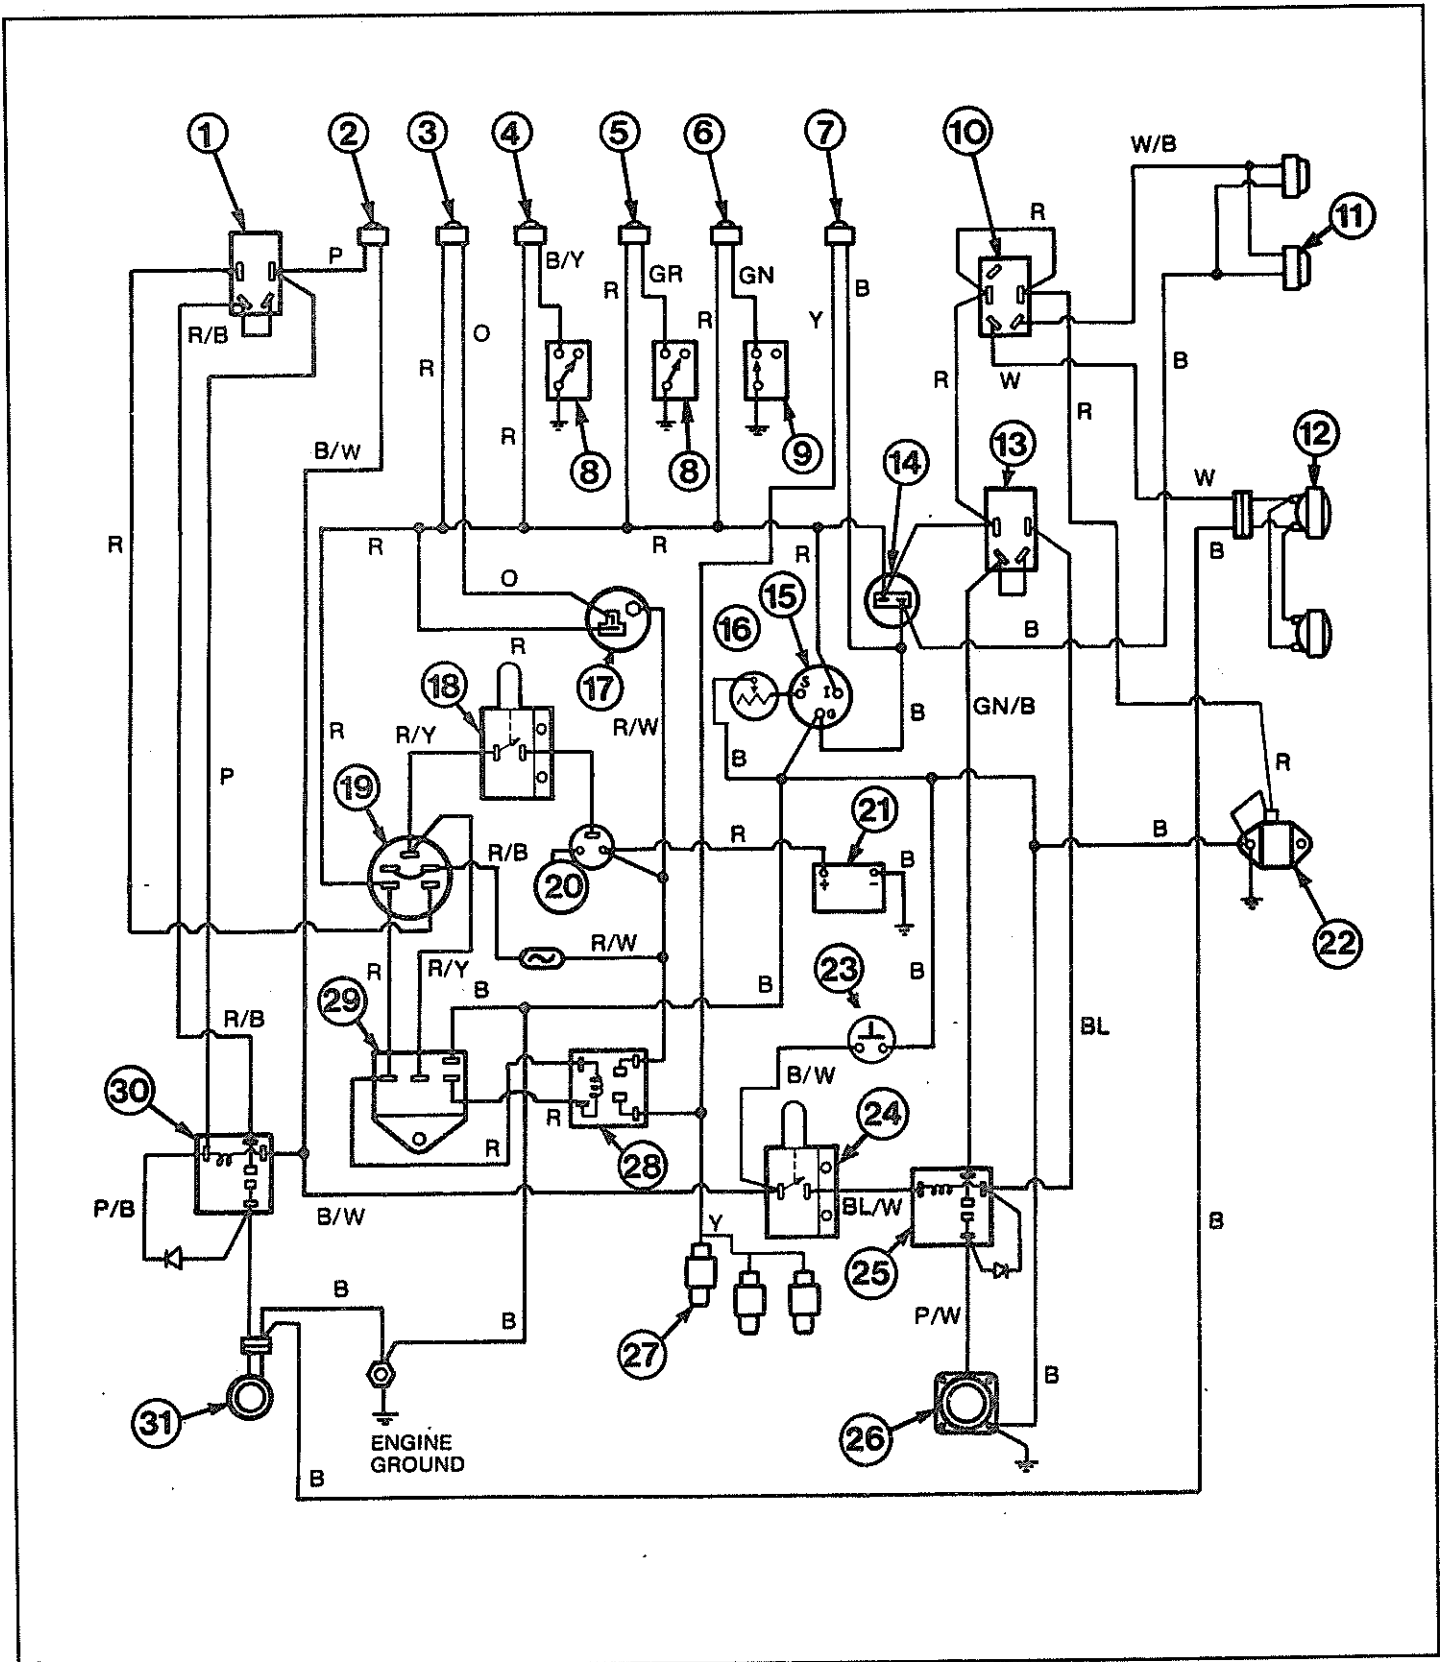 1
2
3
4
5
6
7
10
W/B
11
R
P
B/Y
GR
GN
B
R
R
Y
R/B
O
R
R
W
B
R
R
8
8
9
B/W
14
13
12
W
R
R
R
R
B
O
15
16
B
17
R
18
R/Y
R/W
S
I
G
B
GN/B
R
B
P
19
R/B
20
R
21
B
+
-
B
R
22
R/W
R
R/Y
29
B
B
23
B
R/B
BL
30
B/W
24
R
R
28
P/B
B/W
BL/W
Y
25
B
B
B
27
P/W
31
26
B
ENGINE
GROUND
B